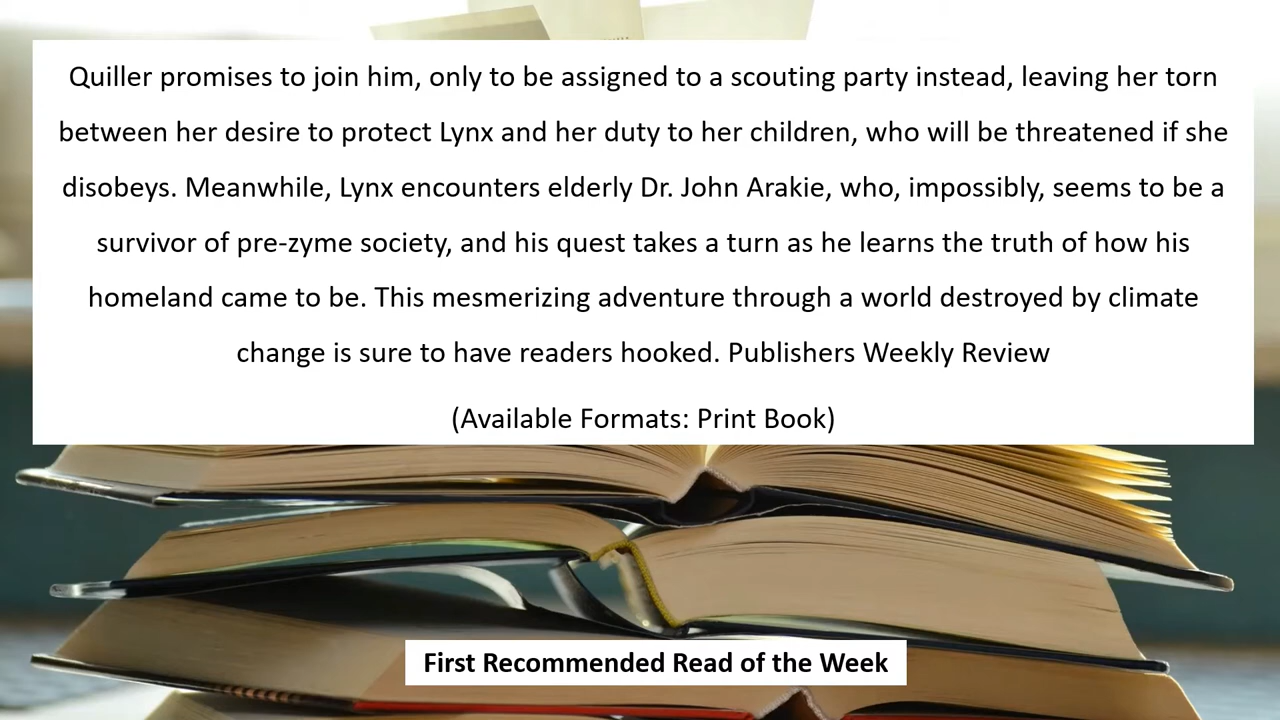 Quiller promises to join him, only to be assigned to a scouting party instead, leaving her torn
between her desire to protect Lynx and her duty to her children, who will be threatened if she
disobeys. Meanwhile, Lynx encounters elderly Dr. John Arakie, who, impossibly, seems to be a
survivor of pre-zyme society, and his quest takes a turn as he learns the truth of how his
homeland came to be. This mesmerizing adventure through a world destroyed by climate
change is sure to have readers hooked. Publishers Weekly Review
(Available Formats: Print Book)
First Recommended Read of the Week